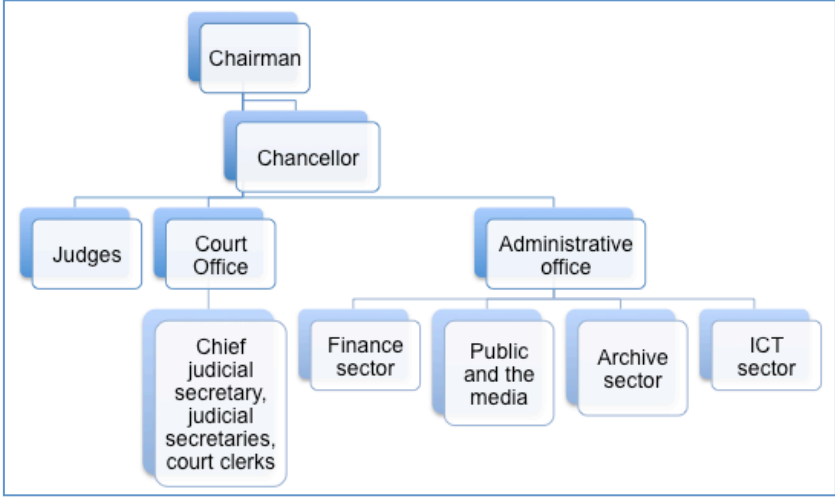 Chairman
Chancellor
Judges
Court
Office
Administrative
office
Chief
judicial
secretary,
judicial
secretaries,
court clerks
Finance
sector
Public
and the
media
Archive
sector
ICT
sector